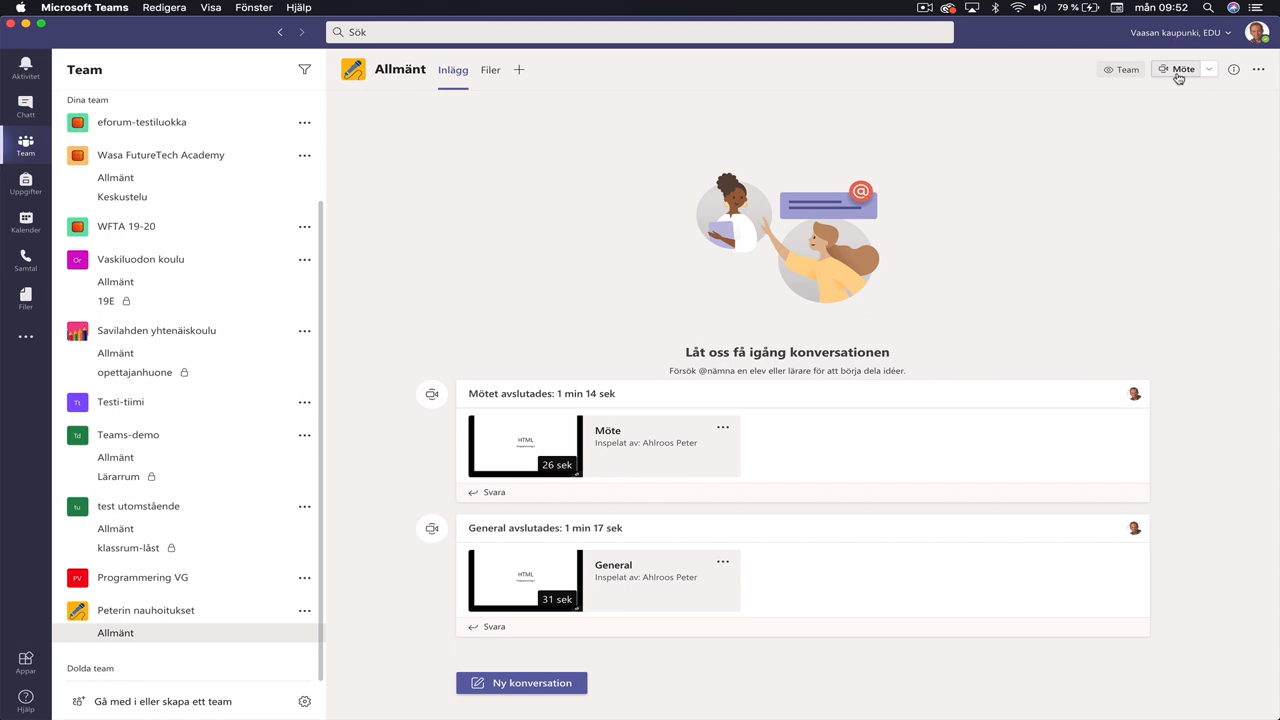 Microsoft Teams Redigera Visa Fönster Hjälp
79 % mån 09:52
Sök
Vaasan kaupunki, EDU
Aktivitet
Chatt
Team
Uppgifter
Kalender
Samtal
Filer
Appar
Hjälp
Team
Dina team
eforum-testiluokka
Wasa FutureTech Academy
Allmänt
Keskustelu
WFTA 19-20
Or Vaskiluodon koulu
Allmänt
19E
Savilahden yhtenäiskoulu
Allmänt
opettajanhuone
Tt Testi-tiimi
Td Teams-demo
Allmänt
Lärarrum
tu test utomstående
Allmänt
klassrum-låst
PV Programmering VG
Peterin nauhoitukset
Allmänt
Dolda team
Gå med i eller skapa ett team
Allmänt Inlägg Filer
Team Möte
@
Låt oss få igång konversationen
Försök @nämna en elev eller lärare för att börja dela idéer.
Mötet avslutades: 1 min 14 sek
HTML
26 sek
Möte
Inspelat av: Ahlroos Peter
Svara
General avslutades: 1 min 17 sek
HTML
31 sek
General
Inspelat av: Ahlroos Peter
Svara
Ny konversation